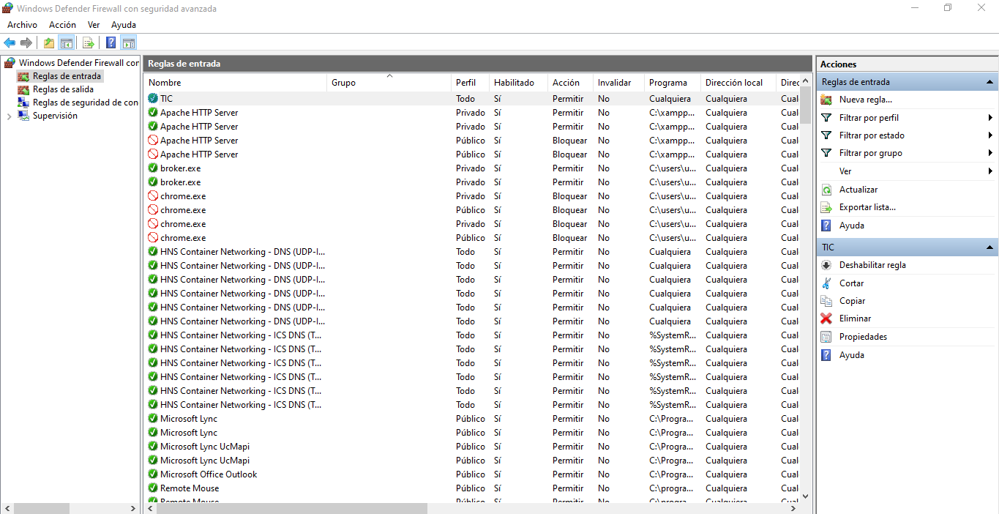 Windows Defender Firewall con seguridad avanzada
Archivo Acción Ver Ayuda
Windows Defender Firewall cor
Reglas de entrada
Reglas de salida
Reglas de seguridad de con
Supervisión
Reglas de entrada
Nombre Grupo Perfil Habilitado Acción Invalidar Programa Dirección local Direc
TIC Todo Sí Permitir No Cualquiera Cualquiera Cual
Apache HTTP Server Privado Sí Permitir No C:\xampp... Cualquiera Cual
Apache HTTP Server Privado Sí Permitir No C:\xampp... Cualquiera Cual
Apache HTTP Server Público Sí Bloquear No C:\xampp... Cualquiera Cual
Apache HTTP Server Público Sí Bloquear No C:\xampp... Cualquiera Cual
broker.exe Privado Sí Permitir No C:\users\u... Cualquiera Cual
broker.exe Privado Sí Permitir No C:\users\u... Cualquiera Cual
chrome.exe Privado Sí Bloquear No C:\users\u... Cualquiera Cual
chrome.exe Público Sí Bloquear No C:\users\u... Cualquiera Cual
chrome.exe Privado Sí Bloquear No C:\users\u... Cualquiera Cual
chrome.exe Público Sí Bloquear No C:\users\u... Cualquiera Cual
HNS Container Networking - DNS (UDP-I... Todo Sí Permitir No Cualquiera Cualquiera Cual
HNS Container Networking - DNS (UDP-I... Todo Sí Permitir No Cualquiera Cualquiera Cual
HNS Container Networking - DNS (UDP-I... Todo Sí Permitir No Cualquiera Cualquiera Cual
HNS Container Networking - DNS (UDP-I... Todo Sí Permitir No Cualquiera Cualquiera Cual
HNS Container Networking - DNS (UDP-I... Todo Sí Permitir No Cualquiera Cualquiera Cual
HNS Container Networking - DNS (UDP-I... Todo Sí Permitir No Cualquiera Cualquiera Cual
HNS Container Networking - ICS DNS (T... Todo Sí Permitir No %SystemR... Cualquiera Cual
HNS Container Networking - ICS DNS (T... Todo Sí Permitir No %SystemR... Cualquiera Cual
HNS Container Networking - ICS DNS (T... Todo Sí Permitir No %SystemR... Cualquiera Cual
HNS Container Networking - ICS DNS (T... Todo Sí Permitir No %SystemR... Cualquiera Cual
HNS Container Networking - ICS DNS (T... Todo Sí Permitir No %SystemR... Cualquiera Cual
HNS Container Networking - ICS DNS (T... Todo Sí Permitir No %SystemR... Cualquiera Cual
Microsoft Lync Público Sí Permitir No C:\Progra... Cualquiera Cual
Microsoft Lync Público Sí Permitir No C:\Progra... Cualquiera Cual
Microsoft Lync UcMapi Público Sí Permitir No C:\Progra... Cualquiera Cual
Microsoft Lync UcMapi Público Sí Permitir No C:\Progra... Cualquiera Cual
Microsoft Office Outlook Público Sí Permitir No C:\Progra... Cualquiera Cual
Remote Mouse Público Sí Permitir No C:\progra... Cualquiera Cual
Remote Mouse Público Sí Permitir No C:\progra... Cualquiera Cual
Acciones
Reglas de entrada
Nueva regla...
Filtrar por perfil
Filtrar por estado
Filtrar por grupo
Ver
Actualizar
Exportar lista...
Ayuda
TIC
Deshabilitar regla
Cortar
Copiar
Eliminar
Propiedades
Ayuda